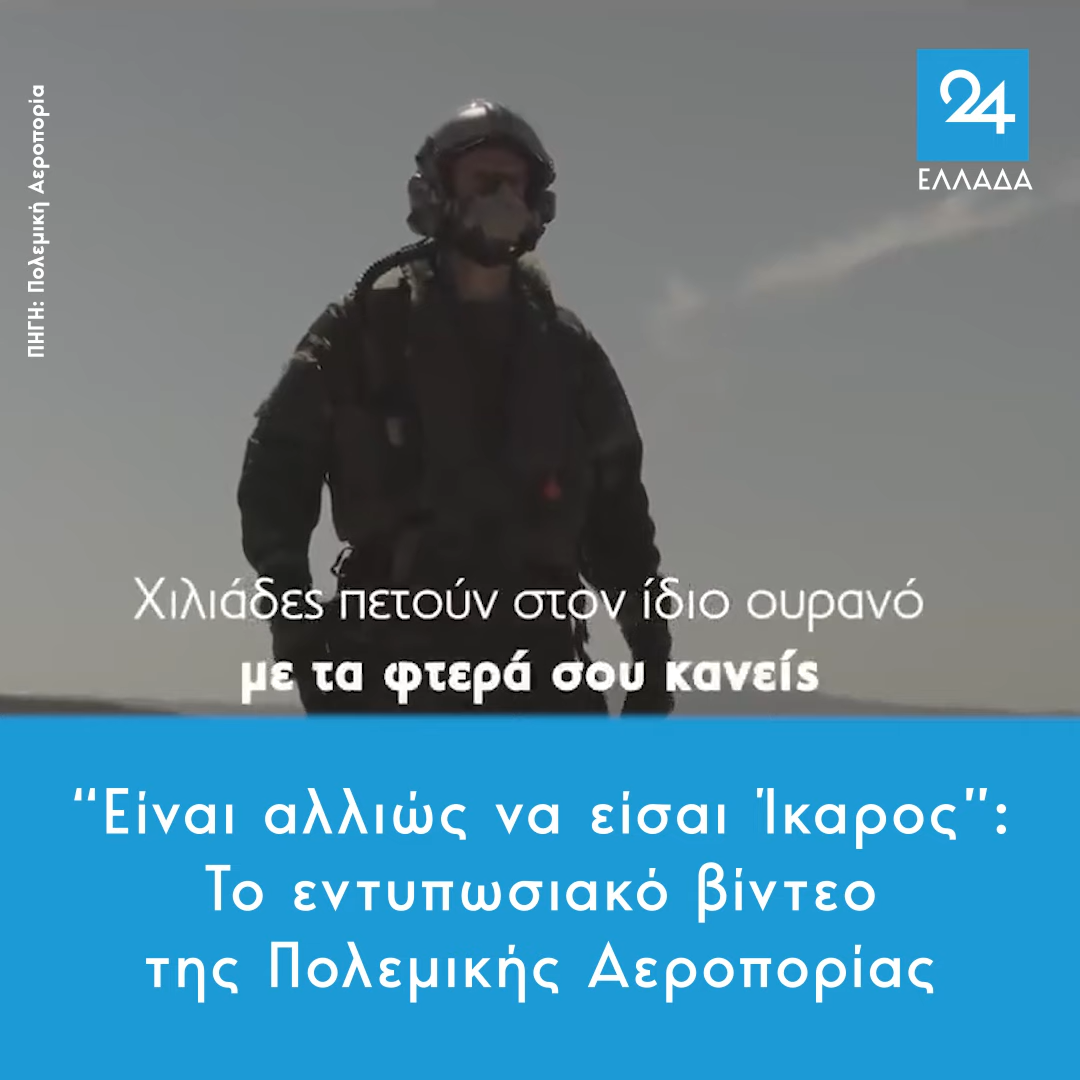 ΠΗΓΗ: Πολεμική Αεροπορία
24
ΕΛΛΑΔΑ
Χιλιάδες πετούν στον ίδιο ουρανό
με τα φτερά σου κανείς
“Είναι αλλιώς να είσαι Ίκαρος”:
Το εντυπωσιακό βίντεο
της Πολεμικής Αεροπορίας